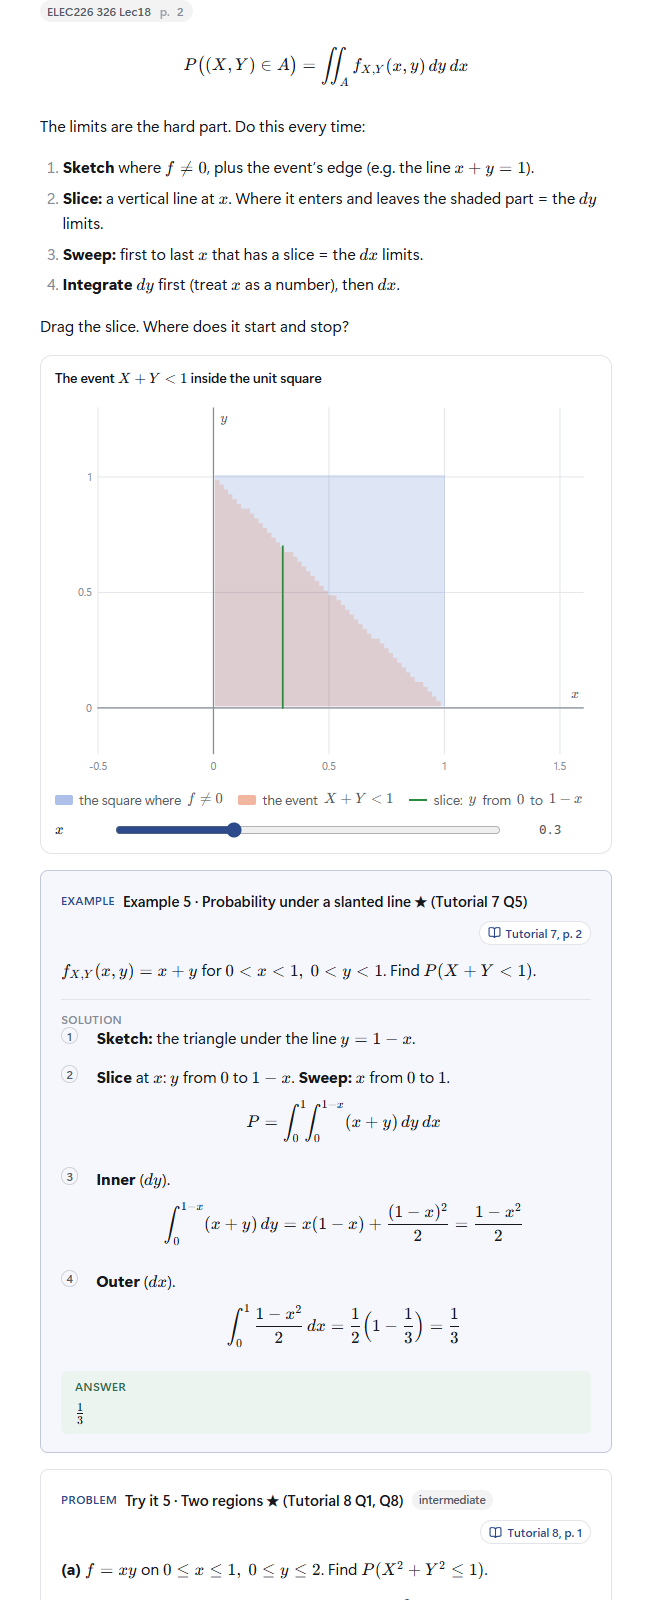 ELEC226 326 Lec18 p. 2
P((X, Y) ∈ A) = ∬_A f_{X,Y}(x, y) dy dx
The limits are the hard part. Do this every time:
1. Sketch where f ≠ 0, plus the event's edge (e.g. the line x + y = 1).
2. Slice: a vertical line at x. Where it enters and leaves the shaded part = the dy
limits.
3. Sweep: first to last x that has a slice = the dx limits.
4. Integrate dy first (treat x as a number), then dx.
Drag the slice. Where does it start and stop?
The event X + Y < 1 inside the unit square
y
1
0.5
x
0
-0.5 0 0.5 1 1.5
the square where f ≠ 0 the event X + Y < 1 slice: y from 0 to 1 − x
x 0.3
EXAMPLE Example 5 · Probability under a slanted line ★ (Tutorial 7 Q5)
Tutorial 7, p. 2
f_{X,Y}(x, y) = x + y for 0 < x < 1, 0 < y < 1. Find P(X + Y < 1).
SOLUTION
1 Sketch: the triangle under the line y = 1 − x.
2 Slice at x: y from 0 to 1 − x. Sweep: x from 0 to 1.
P = ∫_0^1 ∫_0^{1−x} (x + y) dy dx
3 Inner (dy).
∫_0^{1−x} (x + y) dy = x(1 − x) + (1 − x)²/2 = (1 − x²)/2
4 Outer (dx).
∫_0^1 (1 − x²)/2 dx = 1/2 (1 − 1/3) = 1/3
ANSWER
1/3
PROBLEM Try it 5 · Two regions ★ (Tutorial 8 Q1, Q8) intermediate
Tutorial 8, p. 1
(a) f = xy on 0 ≤ x ≤ 1, 0 ≤ y ≤ 2. Find P(X² + Y² ≤ 1).